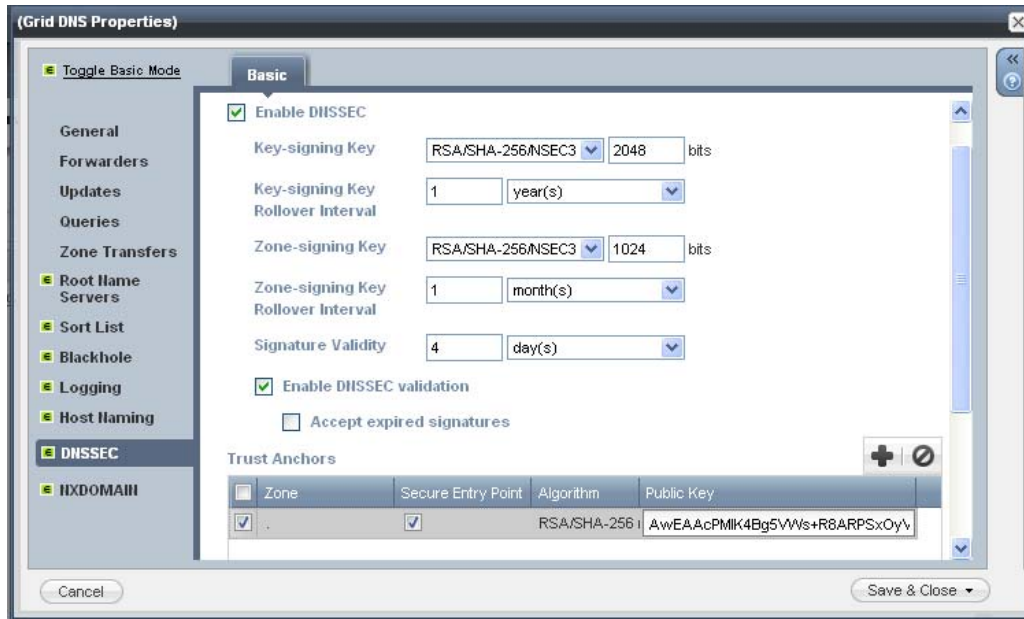 (Grid DNS Properties)
Toggle Basic Mode
General
Forwarders
Updates
Queries
Zone Transfers
Root Name
Servers
Sort List
Blackhole
Logging
Host Naming
DNSSEC
NXDOMAIN
Basic
Enable DNSSEC
Key-signing Key RSA/SHA-256/NSEC3 2048 bits
Key-signing Key
Rollover Interval 1 year(s)
Zone-signing Key RSA/SHA-256/NSEC3 1024 bits
Zone-signing Key
Rollover Interval 1 month(s)
Signature Validity 4 day(s)
Enable DNSSEC validation
Accept expired signatures
Trust Anchors
Zone Secure Entry Point Algorithm Public Key
. RSA/SHA-256
Cancel Save & Close